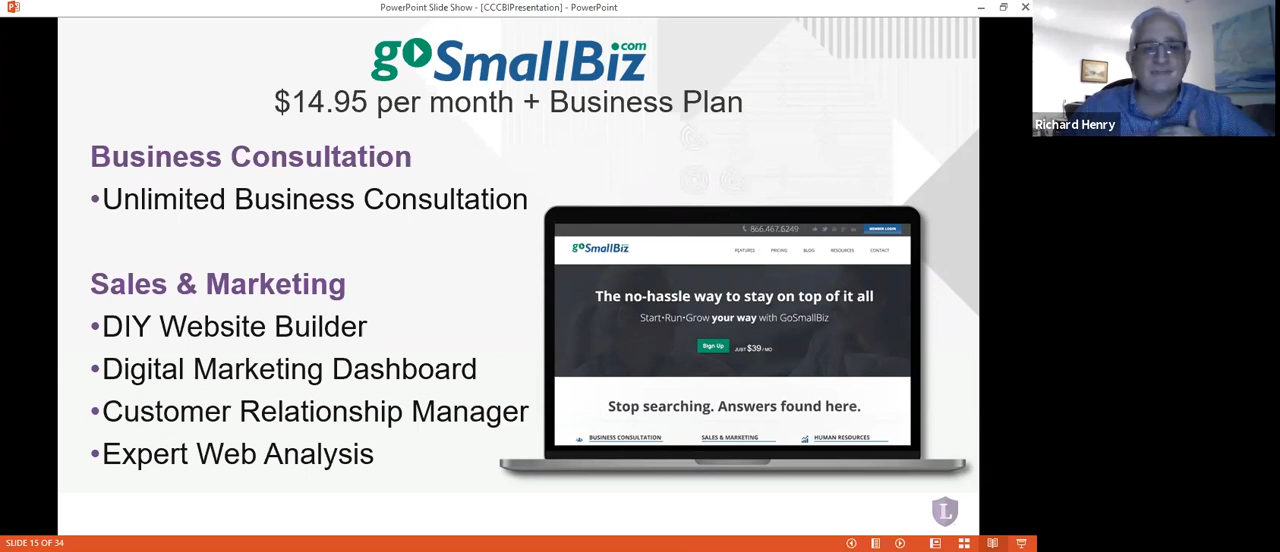 PowerPoint Slide Show - [CCCBIPresentation] - PowerPoint
goSmallBiz.com
$14.95 per month + Business Plan
Business Consultation
•Unlimited Business Consultation
Sales & Marketing
•DIY Website Builder
•Digital Marketing Dashboard
•Customer Relationship Manager
•Expert Web Analysis
866.467.6249
MEMBER LOGIN
goSmallBiz
FEATURES PRICING BLOG RESOURCES CONTACT
The no-hassle way to stay on top of it all
Start•Run•Grow your way with GoSmallBiz
Sign Up JUST $39 / MO
Stop searching. Answers found here.
BUSINESS CONSULTATION SALES & MARKETING HUMAN RESOURCES
L
SLIDE 15 OF 34
Richard Henry